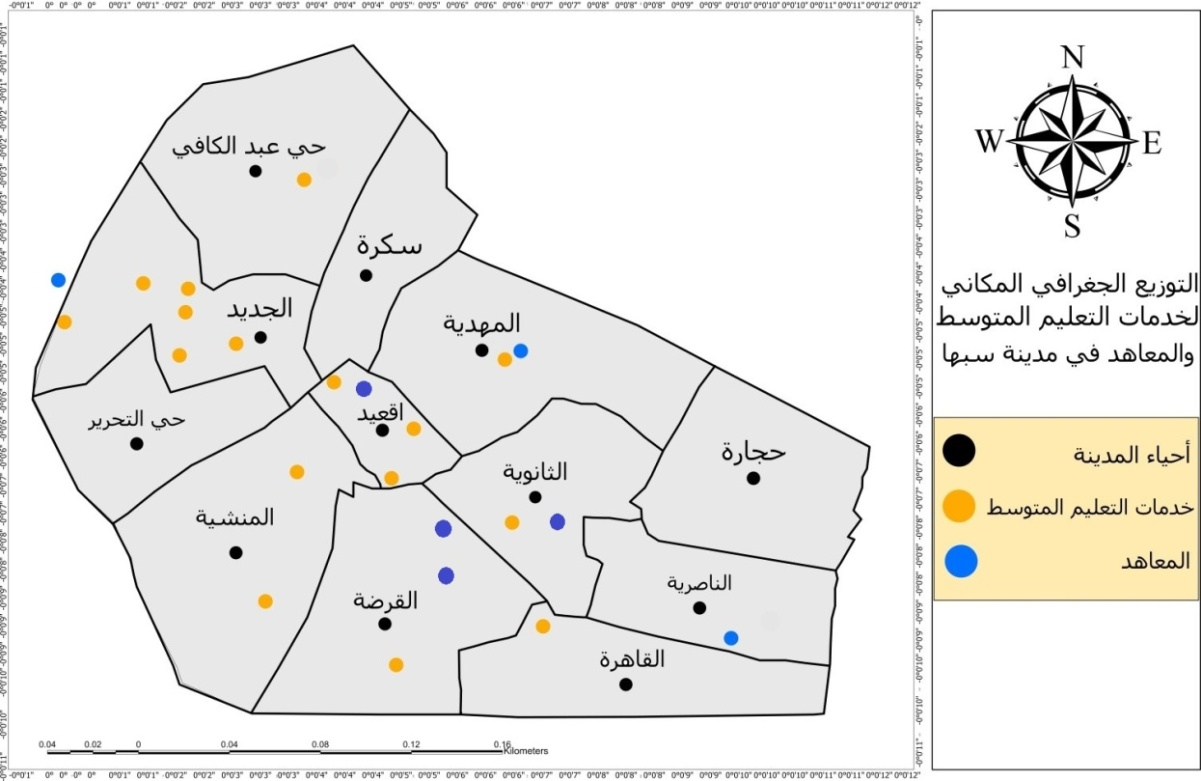 N
W E
S
التوزيع الجغرافي المكاني
لخدمات التعليم المتوسط
والمعاهد في مدينة سبها
أحياء المدينة
خدمات التعليم المتوسط
المعاهد
حي عبد الكافي
سكرة
الجديد
المهدية
حي التحرير
اقعيد
حجارة
الثانوية
المنشية
الناصرية
القرضة
القاهرة
0.04 0.02 0 0.04 0.08 0.12 0.16
Kilometers